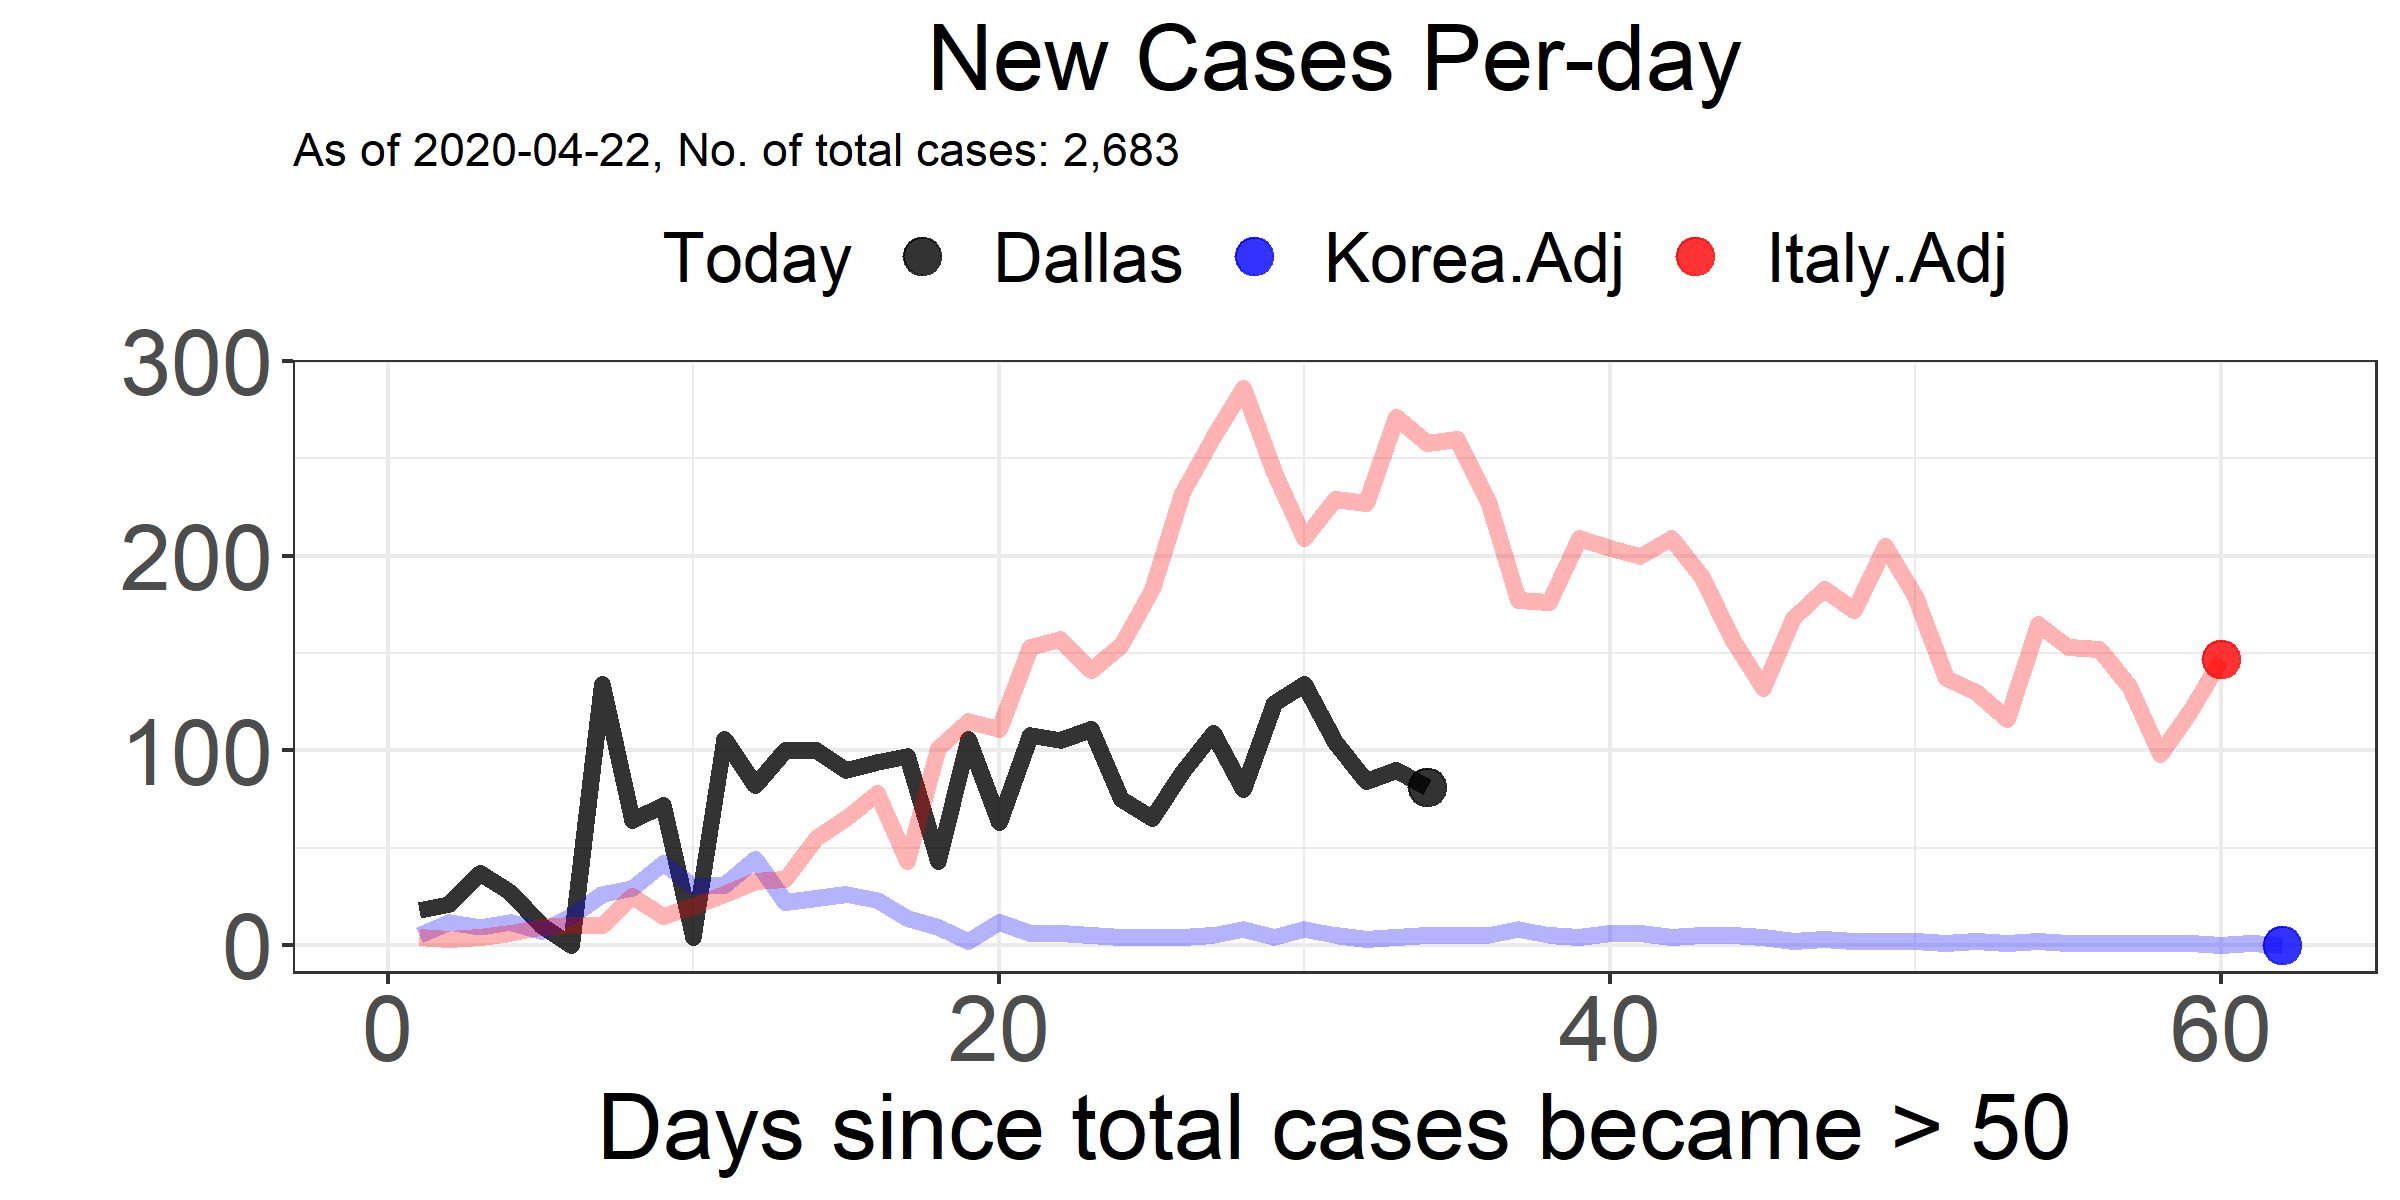 New Cases Per-day
As of 2020-04-22, No. of total cases: 2,683
Today Dallas Korea.Adj Italy.Adj
300
200
100
0
0 20 40 60
Days since total cases became > 50